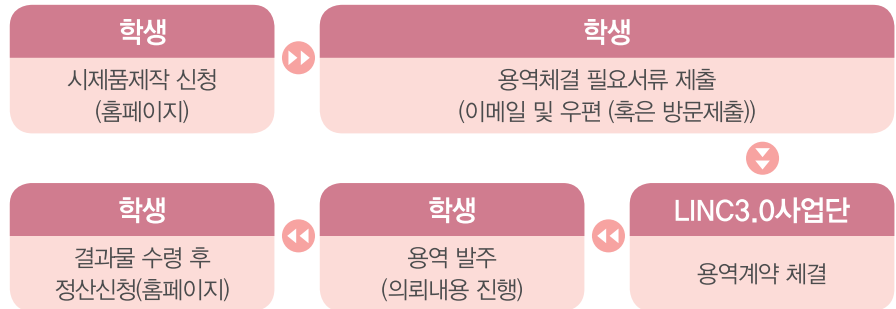 학생
시제품제작 신청
(홈페이지)
학생
용역체결 필요서류 제출
(이메일 및 우편 (혹은 방문제출))
LINC3.0사업단
용역계약 체결
학생
용역 발주
(의뢰내용 진행)
학생
결과물 수령 후
정산신청(홈페이지)